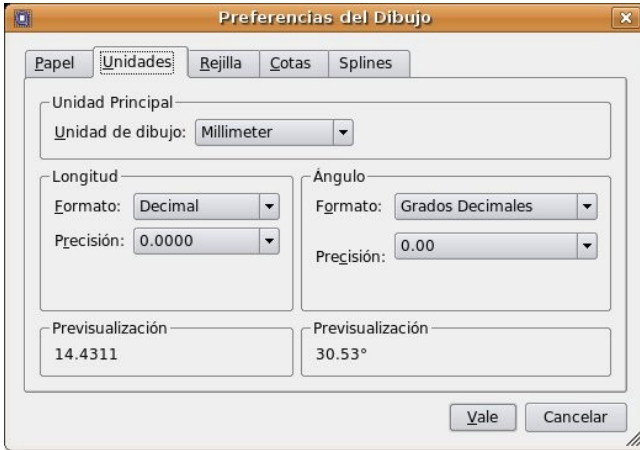 Preferencias del Dibujo
Papel Unidades Rejilla Cotas Splines
Unidad Principal
Unidad de dibujo: Millimeter
Longitud
Formato: Decimal
Precisión: 0.0000
Ángulo
Formato: Grados Decimales
Precisión: 0.00
Previsualización
14.4311
Previsualización
30.53°
Vale Cancelar